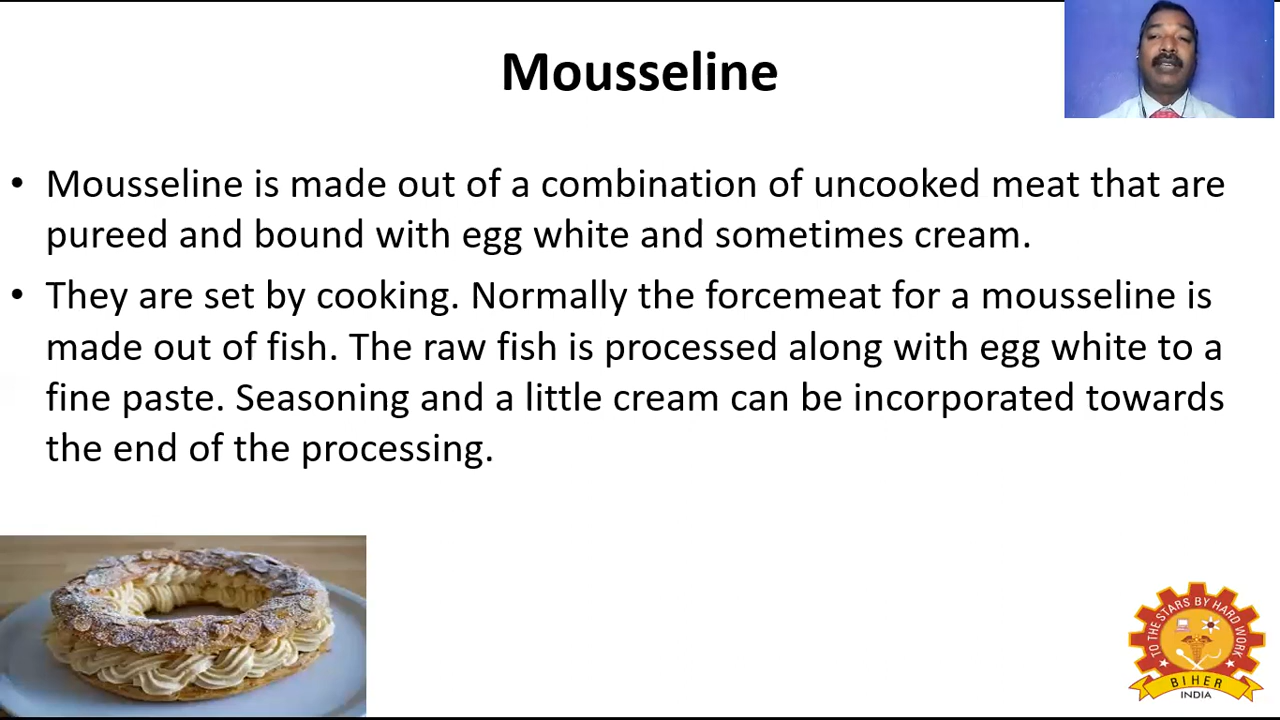 Mousseline
• Mousseline is made out of a combination of uncooked meat that are
pureed and bound with egg white and sometimes cream.
• They are set by cooking. Normally the forcemeat for a mousseline is
made out of fish. The raw fish is processed along with egg white to a
fine paste. Seasoning and a little cream can be incorporated towards
the end of the processing.
TO THE STARS BY HARD WORK
BIHER
INDIA